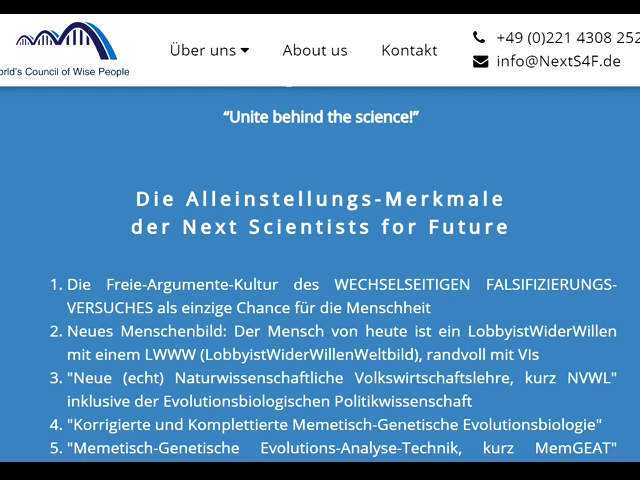 Über uns
About us
Kontakt
+49 (0)221 4308 252
info@NextS4F.de
orld's Council of Wise People
“Unite behind the science!”
Die Alleinstellungs-Merkmale
der Next Scientists for Future
1. Die Freie-Argumente-Kultur des WECHSELSEITIGEN FALSIFIZIERUNGS-
VERSUCHES als einzige Chance für die Menschheit
2. Neues Menschenbild: Der Mensch von heute ist ein LobbyistWiderWillen
mit einem LWWW (LobbyistWiderWillenWeltbild), randvoll mit VIs
3. "Neue (echt) Naturwissenschaftliche Volkswirtschaftslehre, kurz NVWL"
inklusive der Evolutionsbiologischen Politikwissenschaft
4. "Korrigierte und Komplettierte Memetisch-Genetische Evolutionsbiologie"
5. "Memetisch-Genetische Evolutions-Analyse-Technik, kurz MemGEAT"